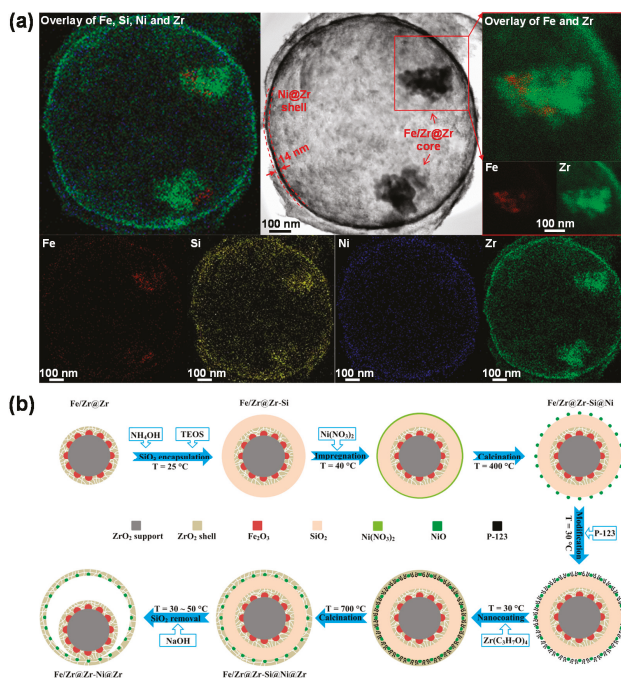 (a)
Overlay of Fe, Si, Ni and Zr
Ni@Zr
shell
14 nm
Fe/Zr@Zr
core
100 nm
Overlay of Fe and Zr
Fe
Zr
100 nm
Fe
100 nm
Si
100 nm
Ni
100 nm
Zr
100 nm
(b)
Fe/Zr@Zr
NH₄OH
TEOS
SiO₂ encapsulation
T = 25 °C
Fe/Zr@Zr-Si
Ni(NO₃)₂
Impregnation
T = 40 °C
Calcination
T = 400 °C
Fe/Zr@Zr-Si@Ni
Modification
T = 30 °C
P-123
ZrO₂ support
ZrO₂ shell
Fe₂O₃
SiO₂
Ni(NO₃)₂
NiO
P-123
T = 30 °C
Nanocoating
Zr(C₃H₇O)₄
T = 700 °C
Calcination
Fe/Zr@Zr-Si@Ni@Zr
T = 30 ~ 50 °C
SiO₂ removal
NaOH
Fe/Zr@Zr-Ni@Zr